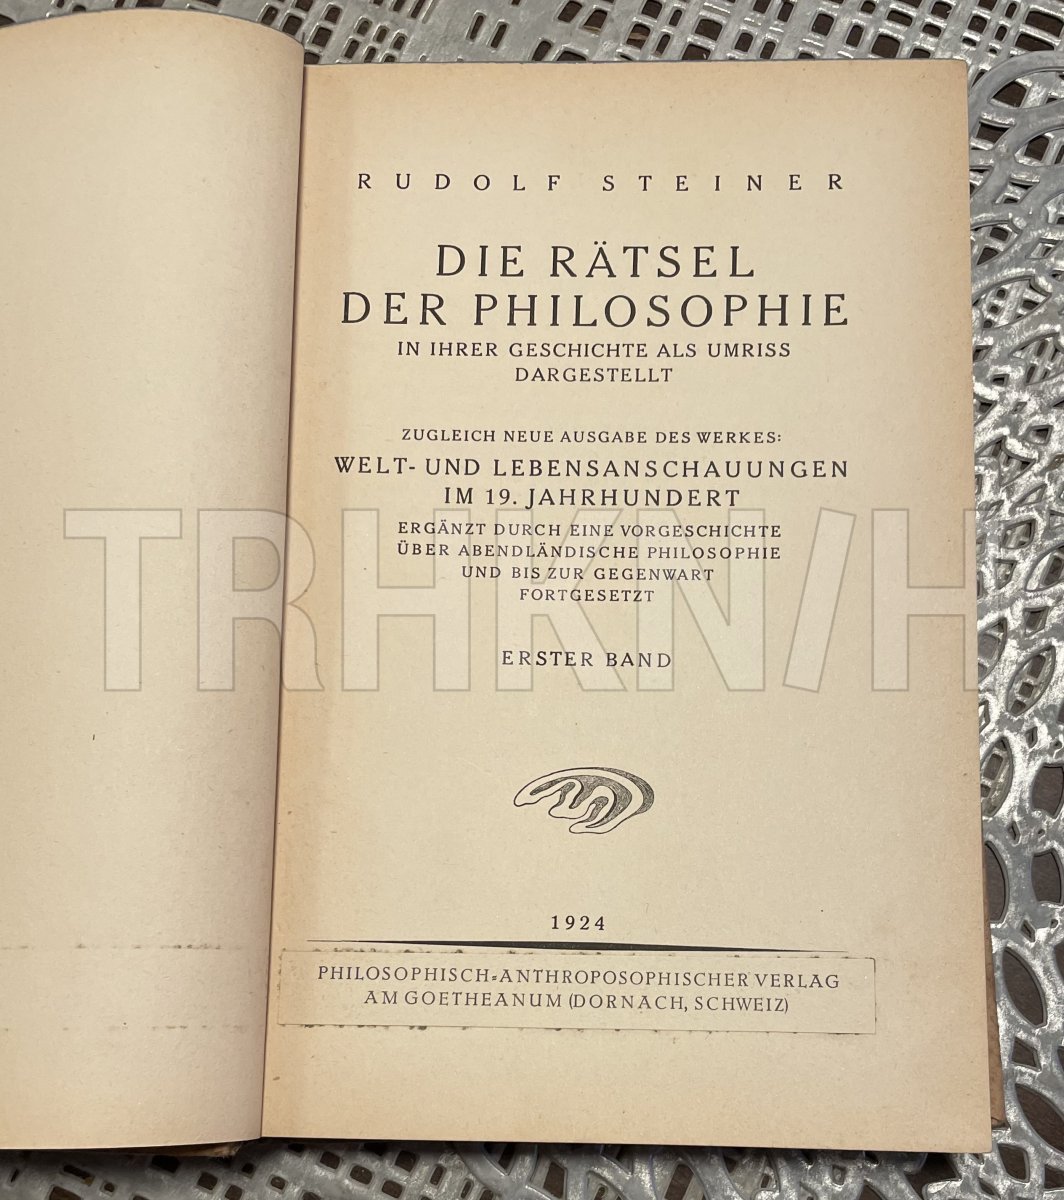 RUDOLF STEINER
DIE RÄTSEL
DER PHILOSOPHIE
IN IHRER GESCHICHTE ALS UMRISS
DARGESTELLT
ZUGLEICH NEUE AUSGABE DES WERKES:
WELT- UND LEBENSANSCHAUUNGEN
IM 19. JAHRHUNDERT
ERGÄNZT DURCH EINE VORGESCHICHTE
ÜBER ABENDLÄNDISCHE PHILOSOPHIE
UND BIS ZUR GEGENWART
FORTGESETZT
TRHKN/H
ERSTER BAND
1924
PHILOSOPHISCH=ANTHROPOSOPHISCHER VERLAG
AM GOETHEANUM (DORNACH, SCHWEIZ)